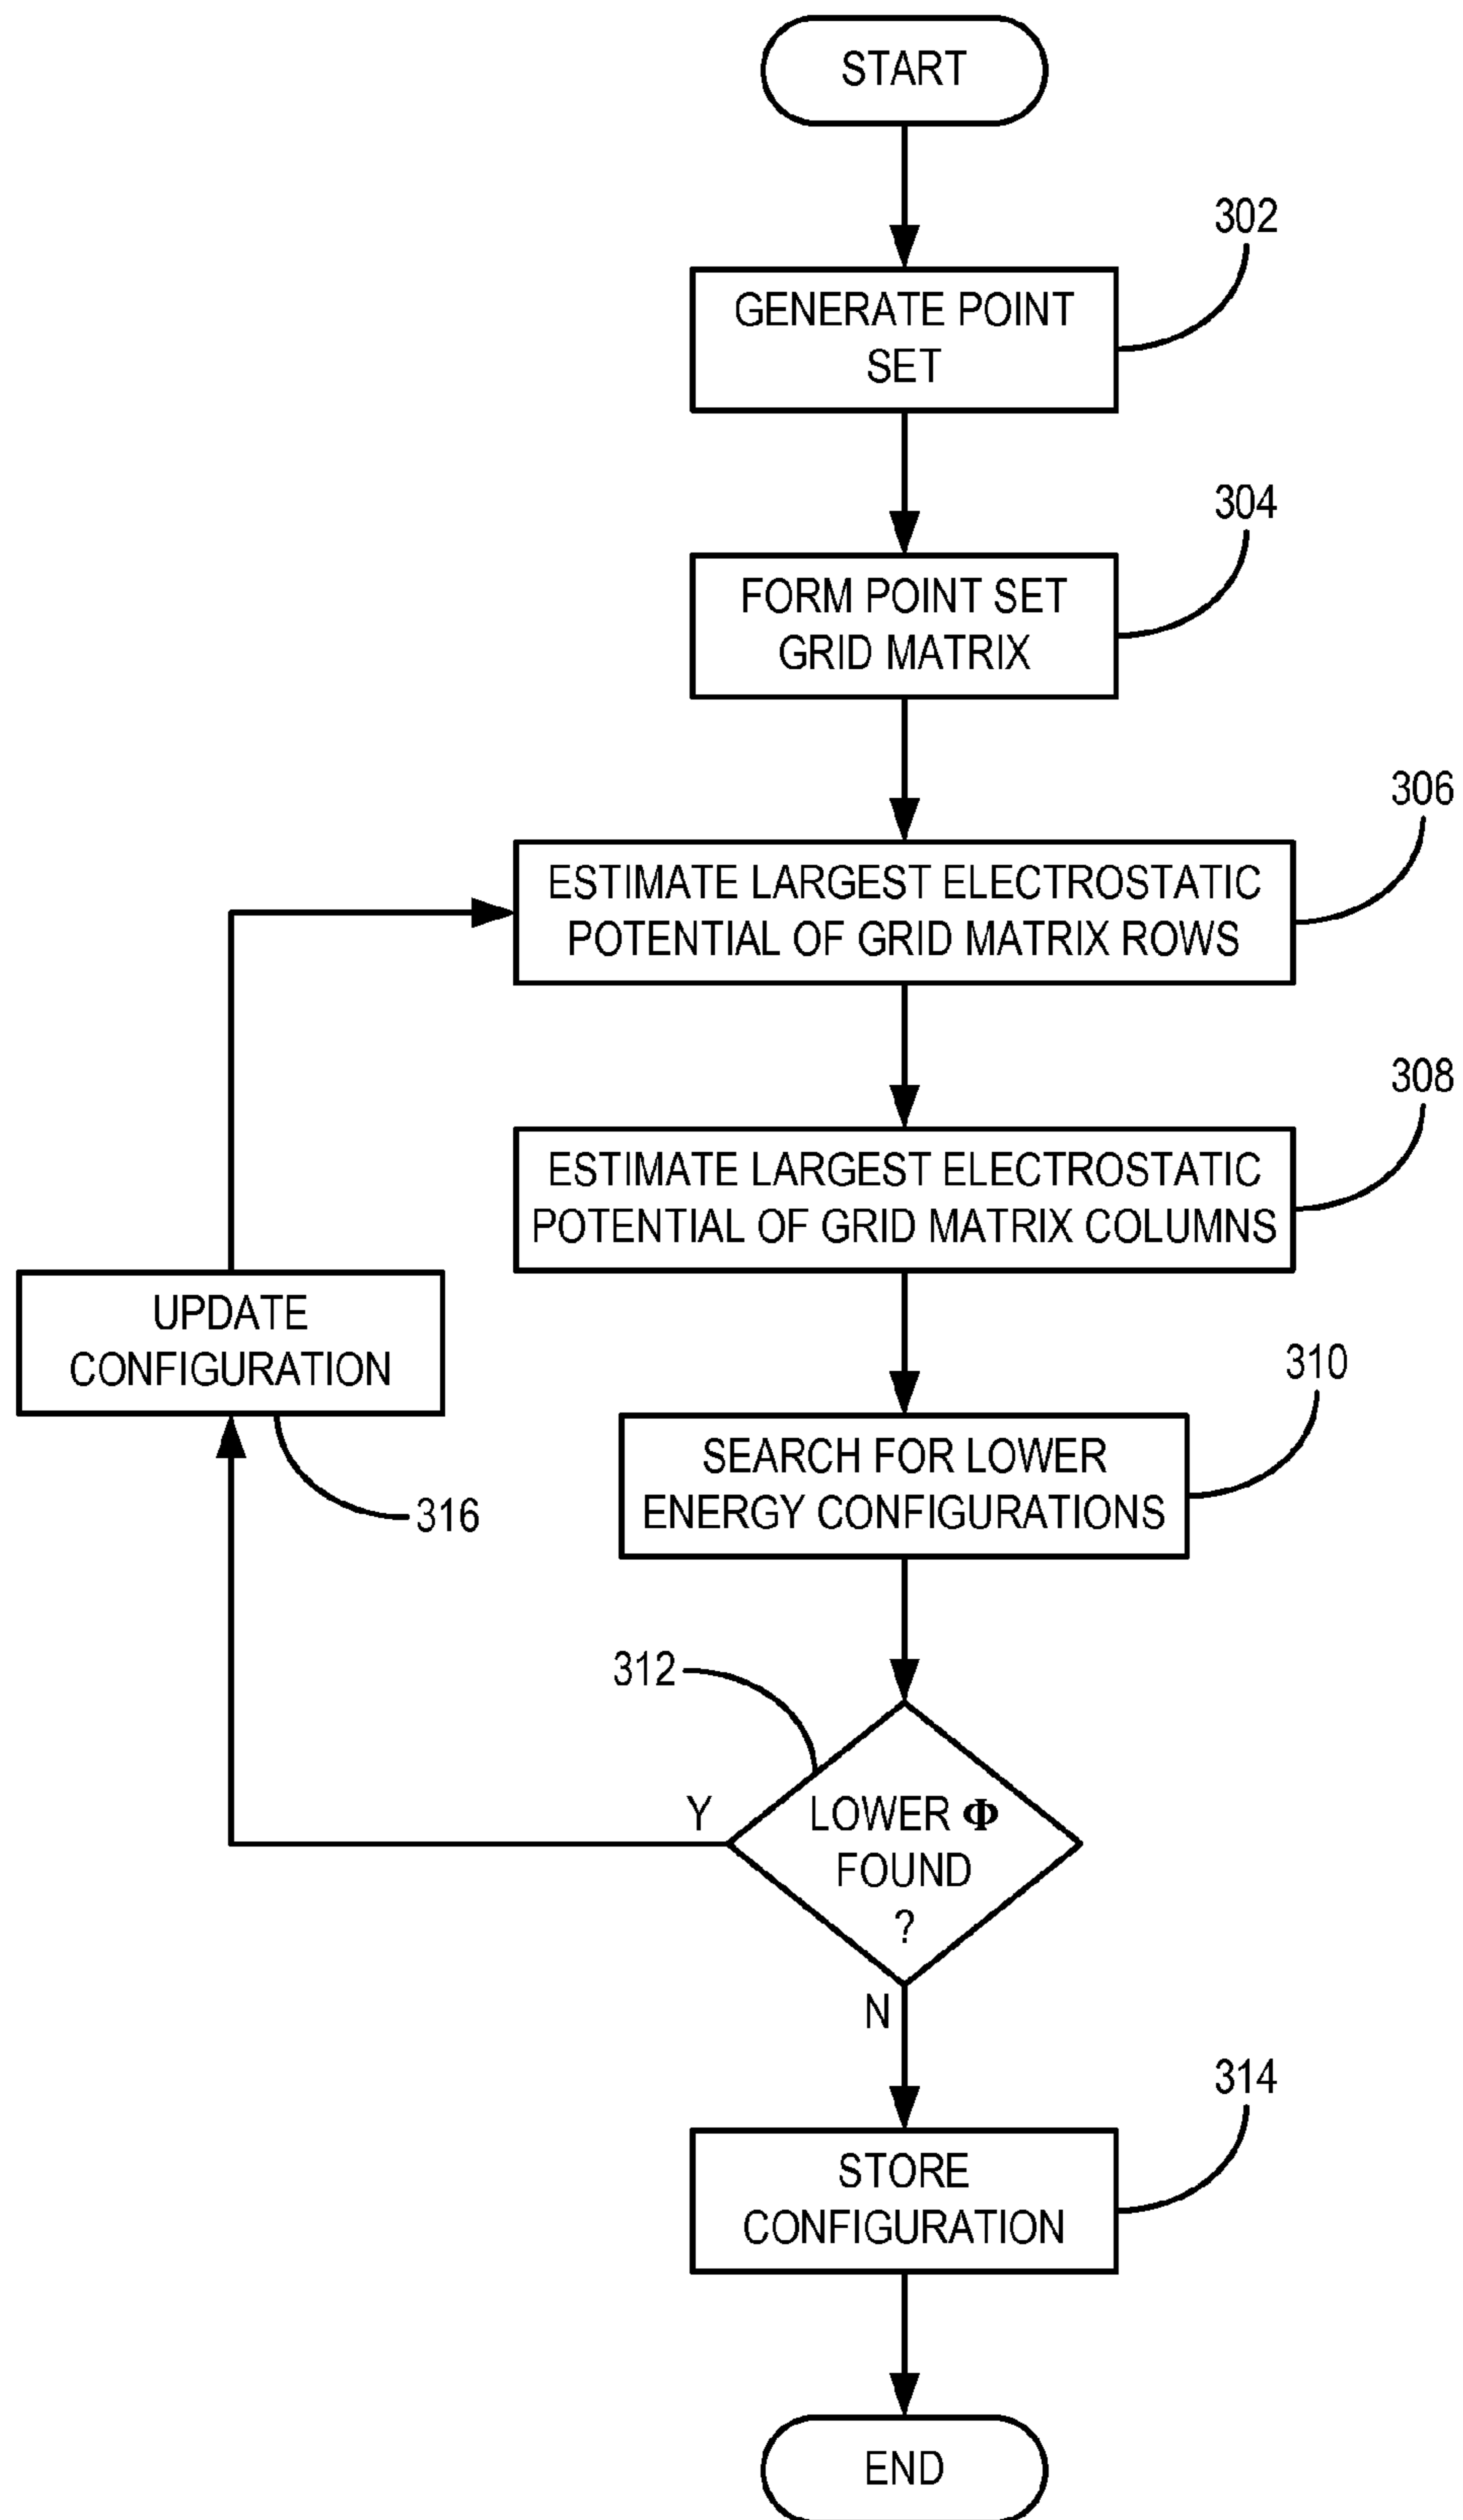 START
302
GENERATE POINT
SET
304
FORM POINT SET
GRID MATRIX
306
ESTIMATE LARGEST ELECTROSTATIC
POTENTIAL OF GRID MATRIX ROWS
308
ESTIMATE LARGEST ELECTROSTATIC
POTENTIAL OF GRID MATRIX COLUMNS
UPDATE
CONFIGURATION
316
310
SEARCH FOR LOWER
ENERGY CONFIGURATIONS
312
Y
LOWER Φ
FOUND
?
N
314
STORE
CONFIGURATION
END